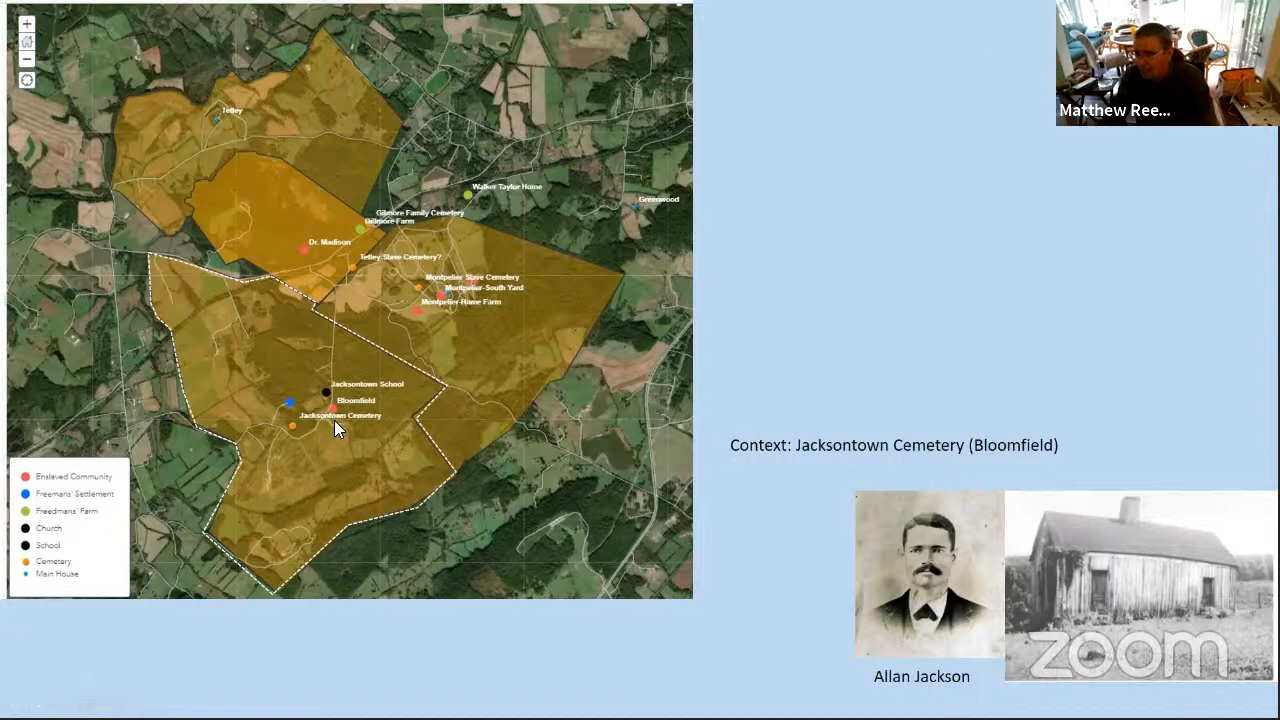 +
−
Tetley
Walker Taylor Home
Greenwood
Gilmore Family Cemetery
Gillmore Farm
Dr. Madison
Tetley Slave Cemetery?
Montpelier Slave Cemetery
Montpelier-South Yard
Montpelier-Home Farm
Jacksontown School
Bloomfield
Jacksontown Cemetery
Enslaved Community
Freemans' Settlement
Freedmans' Farm
Church
School
Cemetery
Main House
Matthew Ree...
Context: Jacksontown Cemetery (Bloomfield)
Allan Jackson
zoom